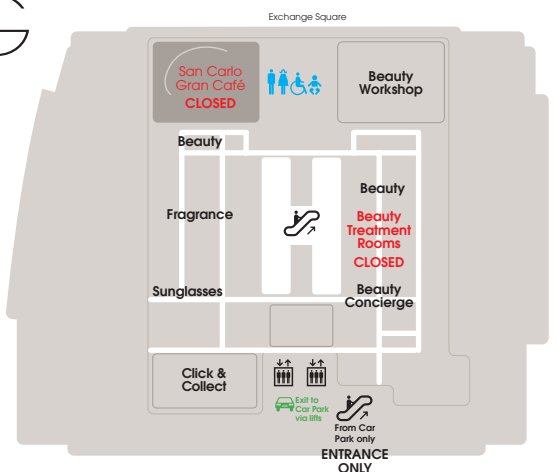 Exchange Square
San Carlo
Gran Café
CLOSED
Beauty
Workshop
Beauty
Beauty
Fragrance
Beauty
Treatment
Rooms
CLOSED
Sunglasses
Beauty
Concierge
Click &
Collect
Exit to
Car Park
via lifts
From Car
Park only
ENTRANCE
ONLY